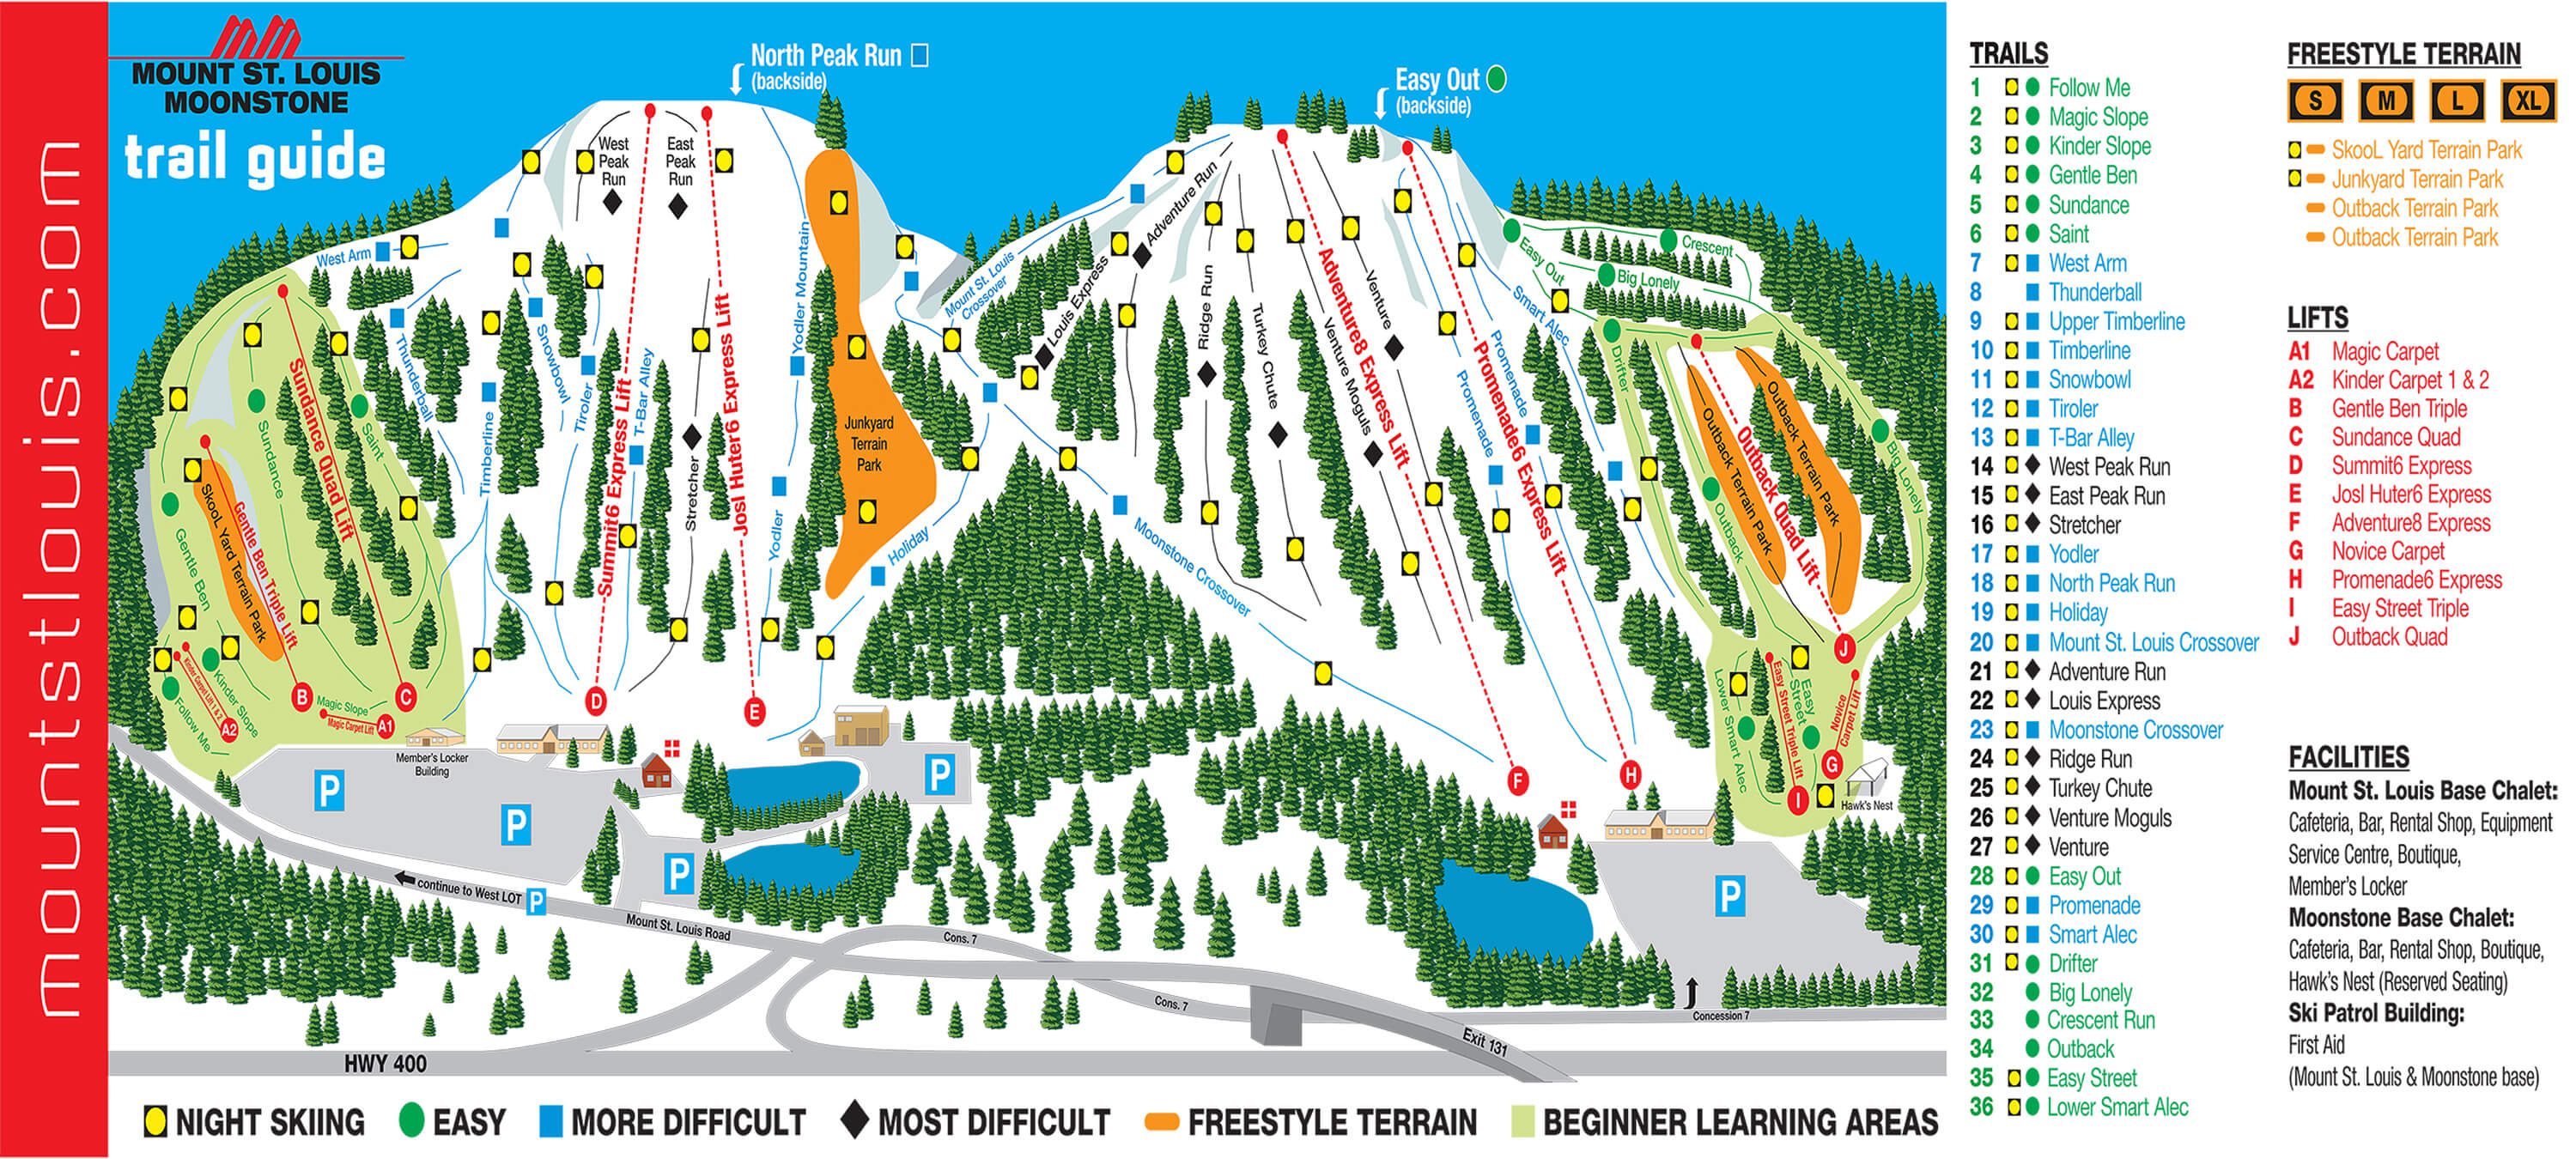 mountstlouis.com
MOUNT ST. LOUIS
MOONSTONE
trail guide
North Peak Run
(backside)
Easy Out
(backside)
West
Peak
Run
East
Peak
Run
West Arm
Thunderball
Timberline
Snowbowl
Tiroler
Summit6 Express Lift
T-Bar Alley
Stretcher
Josl Huter6 Express Lift
Yodler Mountain
Yodler
Junkyard
Terrain
Park
Holiday
Mount St. Louis
Crossover
Louis Express
Adventure Run
Ridge Run
Turkey Chute
Venture Moguls
Adventure8 Express Lift
Venture
Promenade
Promenade
Promenade6 Express Lift
Smart Alec
Moonstone Crossover
Easy Out
Crescent
Big Lonely
Drifter
Outback
Outback Terrain Park
Outback Quad Lift
Outback Terrain Park
Big Lonely
Sundance Quad Lift
Saint
Sundance
Gentle Ben Triple Lift
SkooL Yard Terrain Park
Gentle Ben
Kinder Carpet Lift 1 & 2
Kinder Slope
Follow Me
Magic Slope
Magic Carpet Lift
A1
A2
B
C
D
E
F
H
J
G
I
Lower Smart Alec
Easy Street Triple Lift
Easy
Street
Novice
Carpet Lift
Hawk's Nest
Member's Locker
Building
P
P
P
P
P
continue to West LOT P
Mount St. Louis Road
Cons. 7
Cons. 7
Concession 7
Exit 131
HWY 400
NIGHT SKIING
EASY
MORE DIFFICULT
MOST DIFFICULT
FREESTYLE TERRAIN
BEGINNER LEARNING AREAS
TRAILS
1 Follow Me
2 Magic Slope
3 Kinder Slope
4 Gentle Ben
5 Sundance
6 Saint
7 West Arm
8 Thunderball
9 Upper Timberline
10 Timberline
11 Snowbowl
12 Tiroler
13 T-Bar Alley
14 West Peak Run
15 East Peak Run
16 Stretcher
17 Yodler
18 North Peak Run
19 Holiday
20 Mount St. Louis Crossover
21 Adventure Run
22 Louis Express
23 Moonstone Crossover
24 Ridge Run
25 Turkey Chute
26 Venture Moguls
27 Venture
28 Easy Out
29 Promenade
30 Smart Alec
31 Drifter
32 Big Lonely
33 Crescent Run
34 Outback
35 Easy Street
36 Lower Smart Alec
FREESTYLE TERRAIN
S M L XL
SkooL Yard Terrain Park
Junkyard Terrain Park
Outback Terrain Park
Outback Terrain Park
LIFTS
A1 Magic Carpet
A2 Kinder Carpet 1 & 2
B Gentle Ben Triple
C Sundance Quad
D Summit6 Express
E Josl Huter6 Express
F Adventure8 Express
G Novice Carpet
H Promenade6 Express
I Easy Street Triple
J Outback Quad
FACILITIES
Mount St. Louis Base Chalet:
Cafeteria, Bar, Rental Shop, Equipment
Service Centre, Boutique,
Member's Locker
Moonstone Base Chalet:
Cafeteria, Bar, Rental Shop, Boutique,
Hawk's Nest (Reserved Seating)
Ski Patrol Building:
First Aid
(Mount St. Louis & Moonstone base)